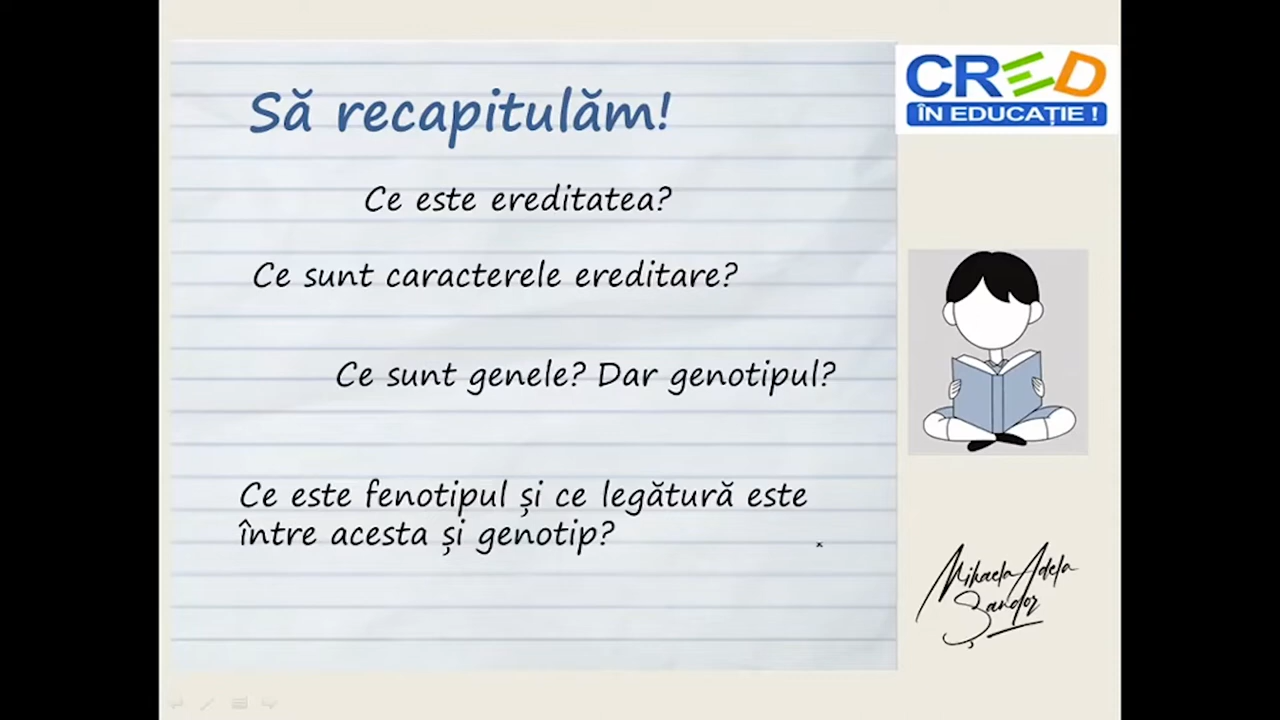 Să recapitulăm!
CRED
ÎN EDUCAȚIE !
Ce este ereditatea?
Ce sunt caracterele ereditare?
Ce sunt genele? Dar genotipul?
Ce este fenotipul și ce legătură este
între acesta și genotip?
Mihaela Adela
Șandor